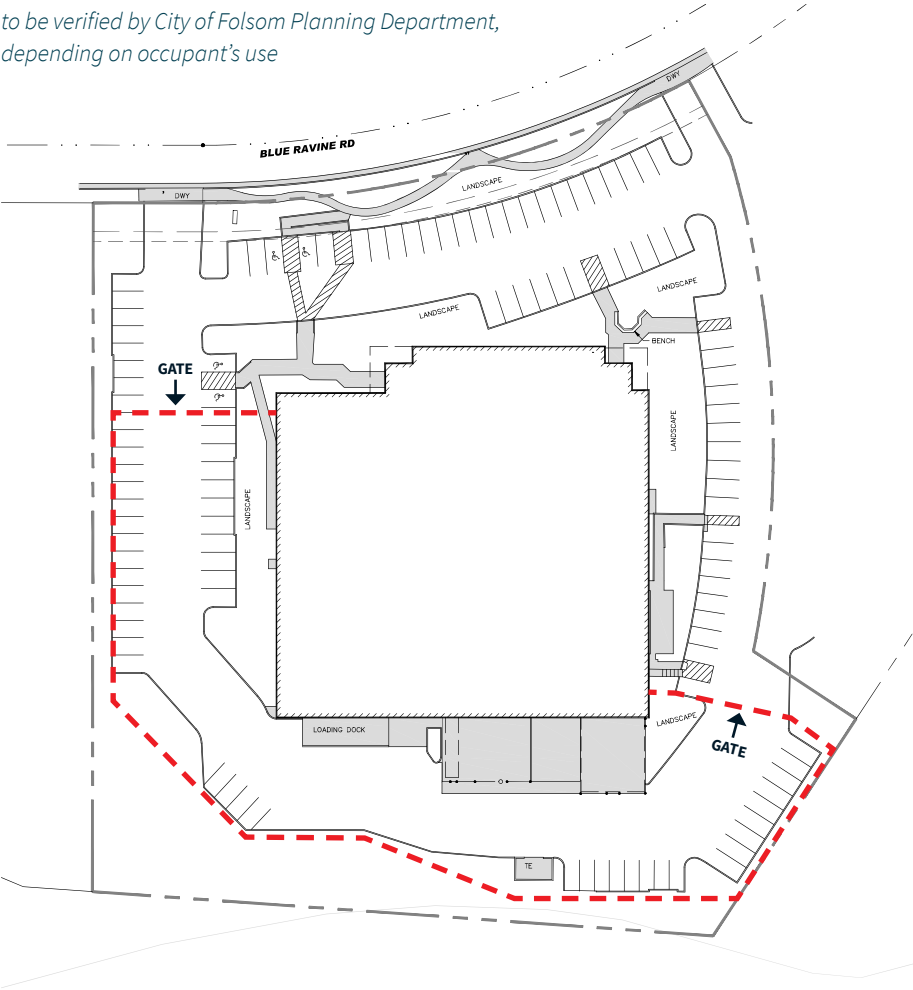 to be verified by City of Folsom Planning Department,
depending on occupant's use
DWY
BLUE RAVINE RD
LANDSCAPE
DWY
LANDSCAPE
LANDSCAPE
BENCH
GATE
LANDSCAPE
LANDSCAPE
LANDSCAPE
LOADING DOCK
GATE
TE